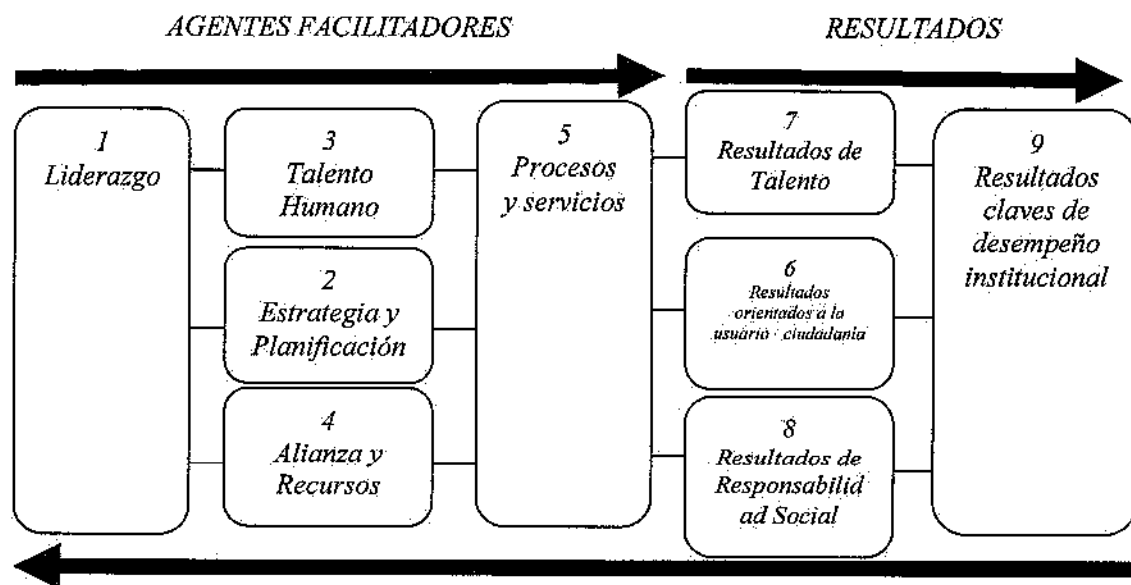 AGENTES FACILITADORES
RESULTADOS
1
Liderazgo
3
Talento
Humano
2
Estrategia y
Planificación
4
Alianza y
Recursos
5
Procesos
y servicios
7
Resultados de
Talento
6
Resultados
orientados a la
usuario - ciudadanía
8
Resultados de
Responsabilid
ad Social
9
Resultados
claves de
desempeño
institucional